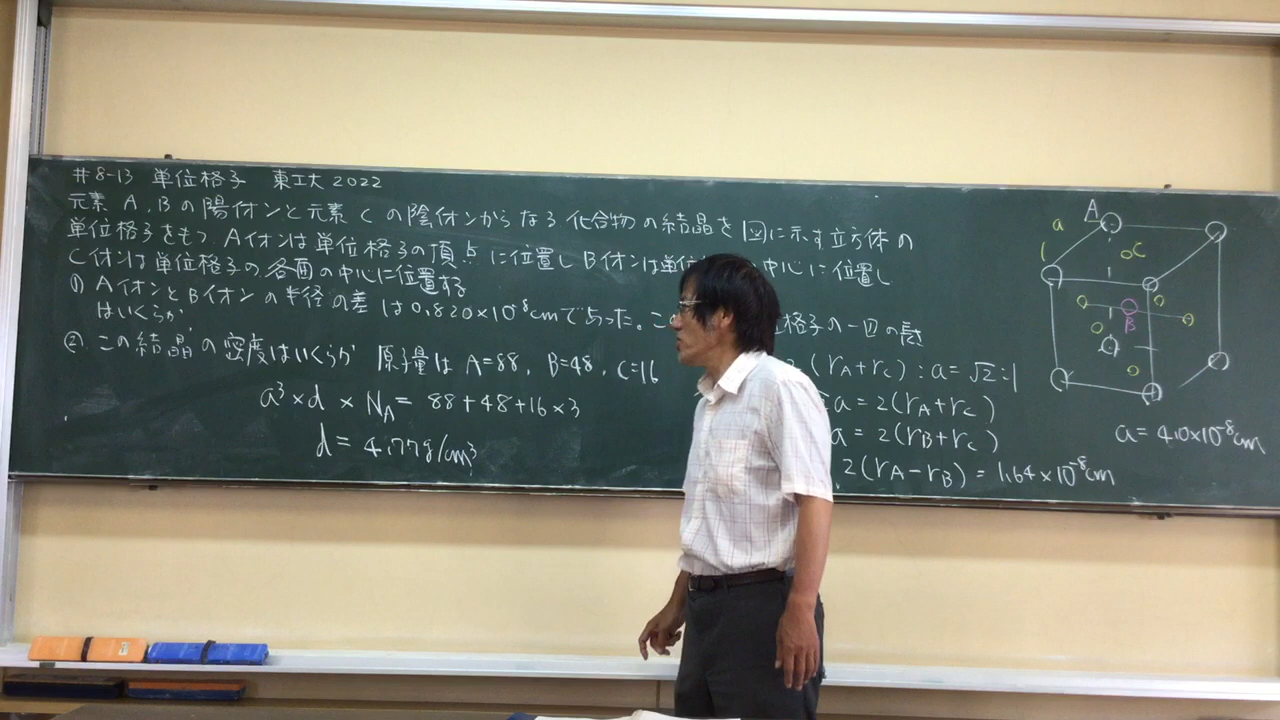 #8-13 単位格子 東工大 2022
元素 A, Bの陽イオンと元素 Cの陰イオンからなる化合物の結晶を図に示す立方体の
単位格子をもつ. Aイオンは単位格子の頂点に位置し Bイオンは単位 中心に位置し
Cイオンは単位格子の各面の中心に位置する
① AイオンとBイオンの半径の差は0.820×10⁻⁸cmであった。こ 格子の一辺の長さ
はいくらか
② この結晶の密度はいくらか 原子量は A=88, B=48, C=16
a³×d×N_A = 88+48+16×3
d= 4.77g/cm³
2(r_A+r_C) : a = √2 : 1
a = 2(r_A+r_C)
a = 2(r_B+r_C)
2(r_A-r_B) = 1.64×10⁻⁸cm
A
a
1
C
B
a=4.0×10⁻⁸cm